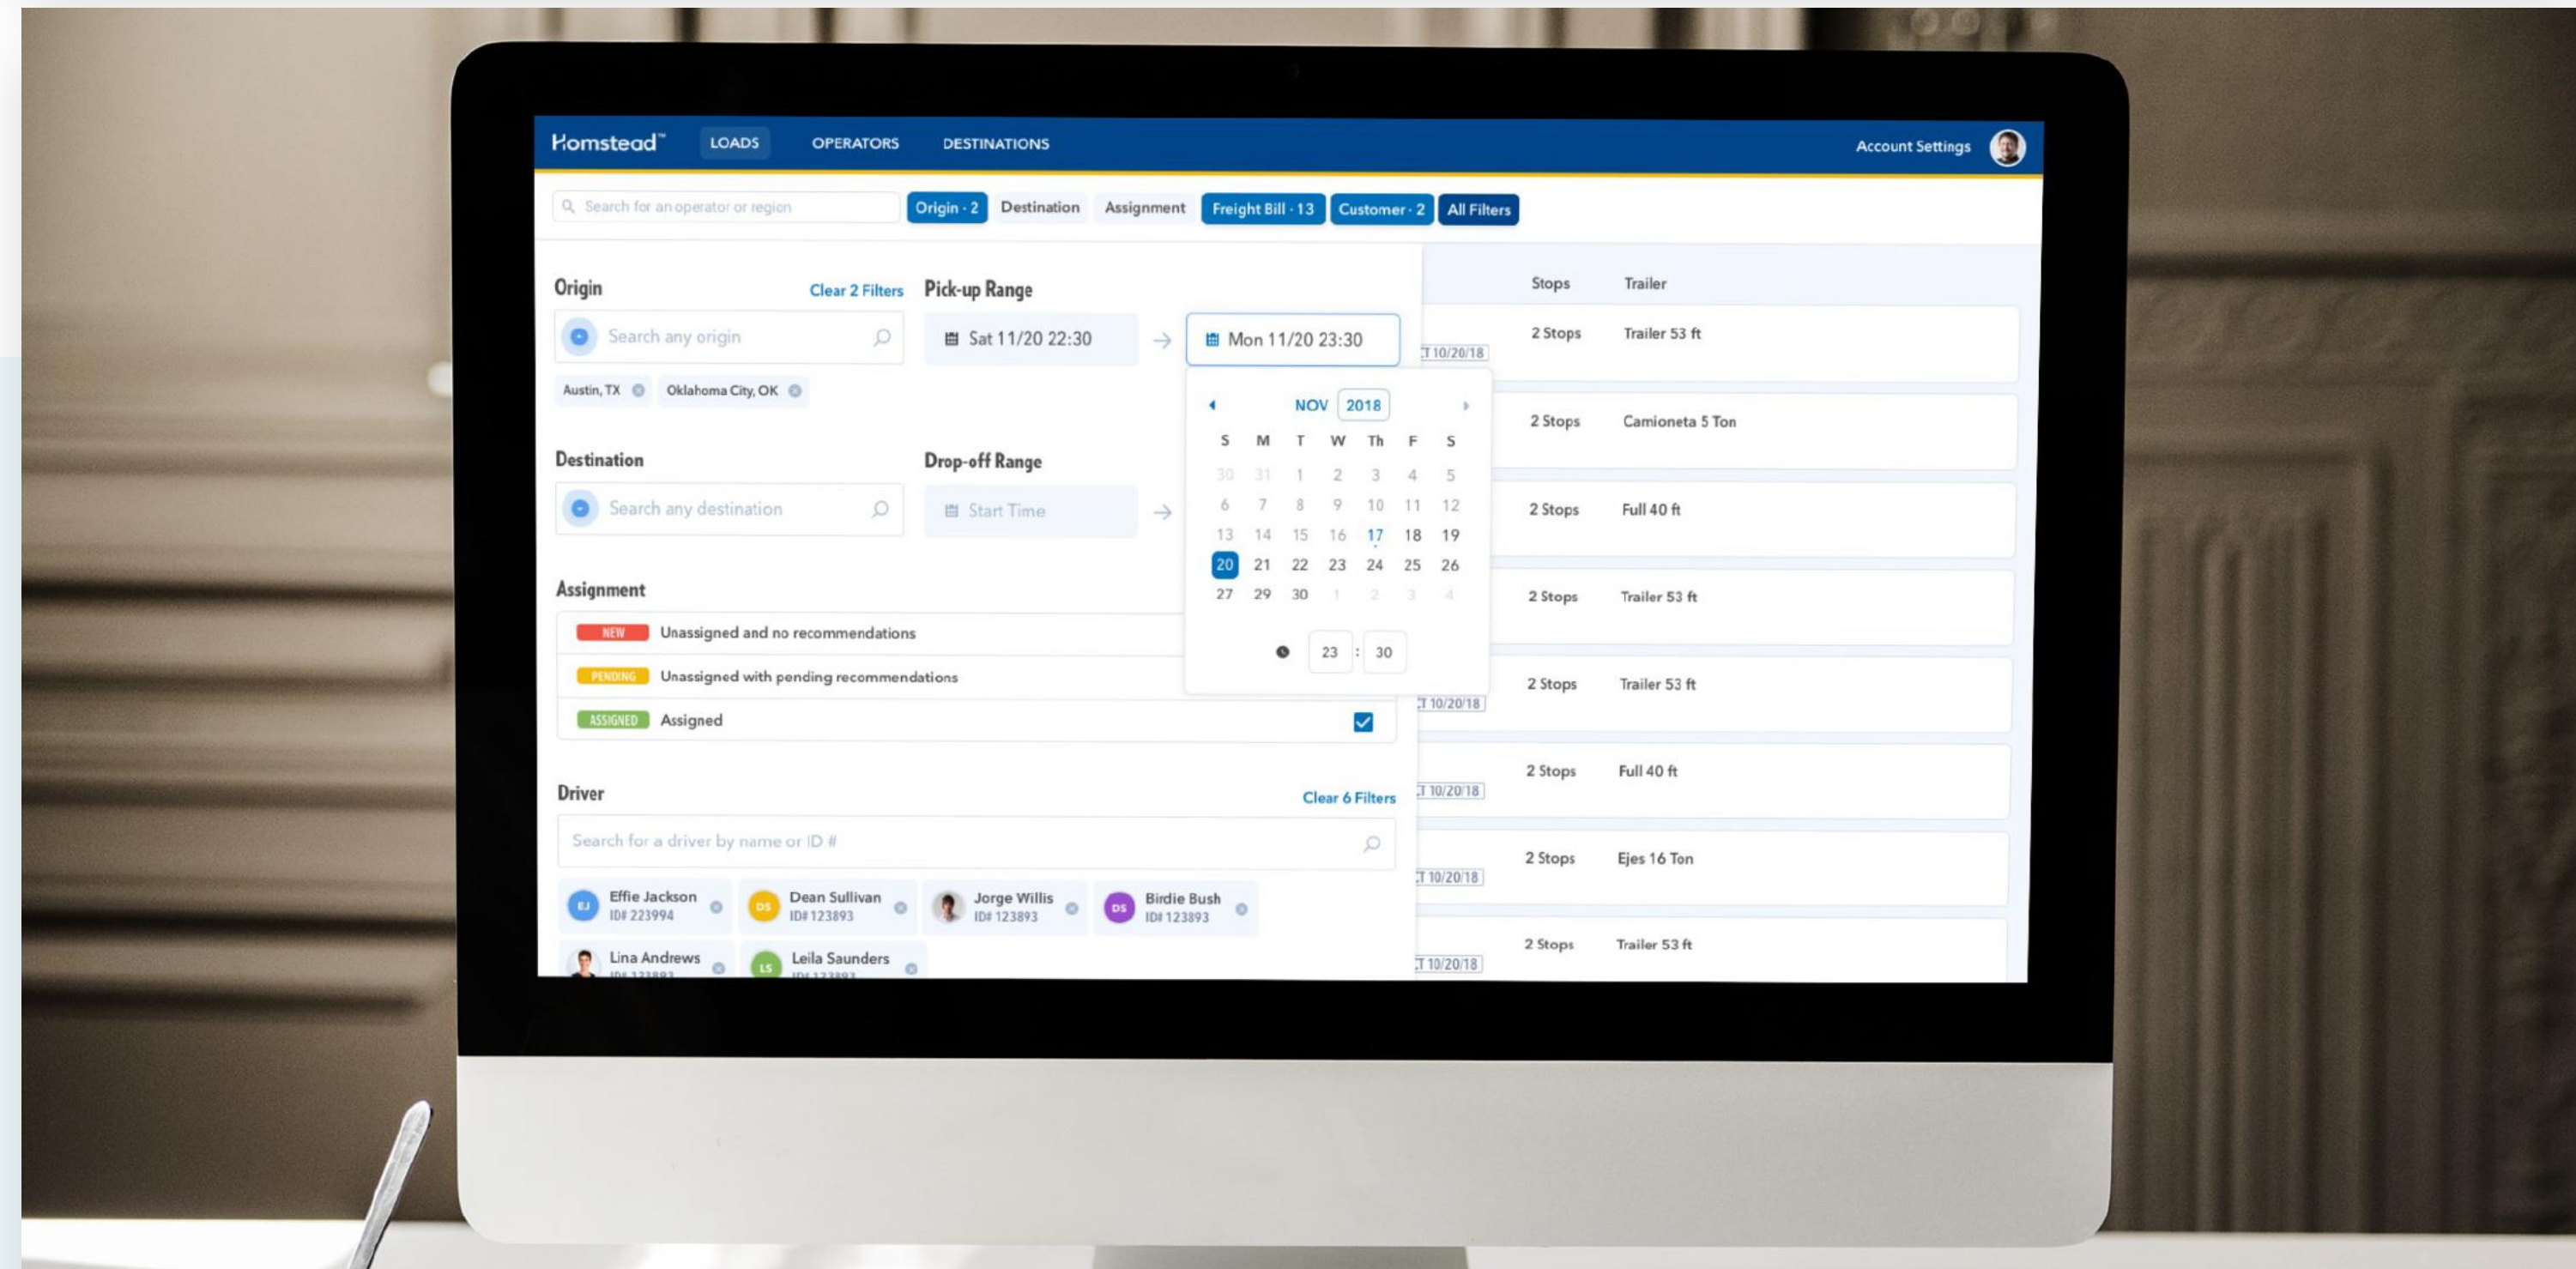 Homstead™ LOADS OPERATORS DESTINATIONS Account Settings
Search for an operator or region Origin · 2 Destination Assignment Freight Bill · 13 Customer · 2 All Filters
Origin Clear 2 Filters Pick-up Range
Search any origin Sat 11/20 22:30 → Mon 11/20 23:30
Austin, TX Oklahoma City, OK
NOV 2018
S M T W Th F S
30 31 1 2 3 4 5
6 7 8 9 10 11 12
13 14 15 16 17 18 19
20 21 22 23 24 25 26
27 29 30 1 2 3 4
23 : 30
Destination Drop-off Range
Search any destination Start Time →
Assignment
NEW Unassigned and no recommendations
PENDING Unassigned with pending recommendations
ASSIGNED Assigned
Driver Clear 6 Filters
Search for a driver by name or ID #
EJ Effie Jackson DS Dean Sullivan Jorge Willis DS Birdie Bush
ID# 223994 ID# 123893 ID# 123893 ID# 123893
Lina Andrews LS Leila Saunders
ID# 123893 ID# 123893
Stops Trailer
2 Stops Trailer 53 ft
CT 10/20/18
2 Stops Camioneta 5 Ton
2 Stops Full 40 ft
2 Stops Trailer 53 ft
2 Stops Trailer 53 ft
CT 10/20/18
2 Stops Full 40 ft
CT 10/20/18
2 Stops Ejes 16 Ton
CT 10/20/18
2 Stops Trailer 53 ft
CT 10/20/18